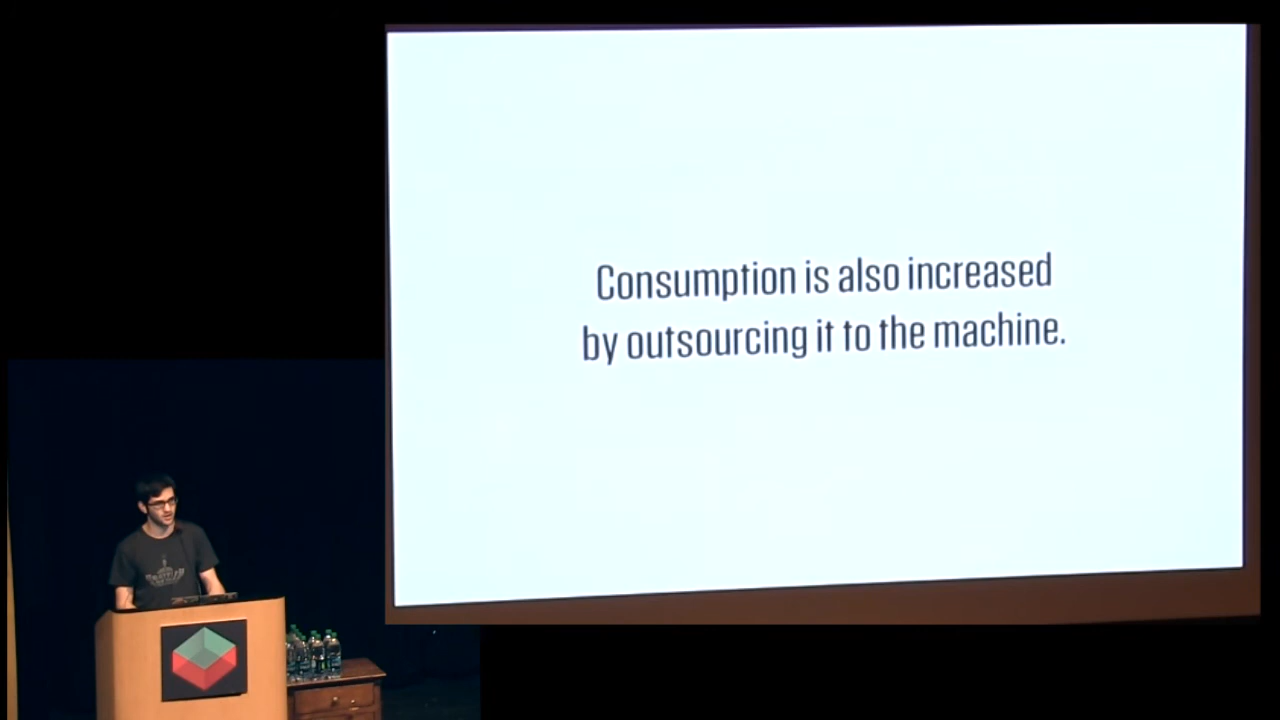 Consumption is also increased
by outsourcing it to the machine.